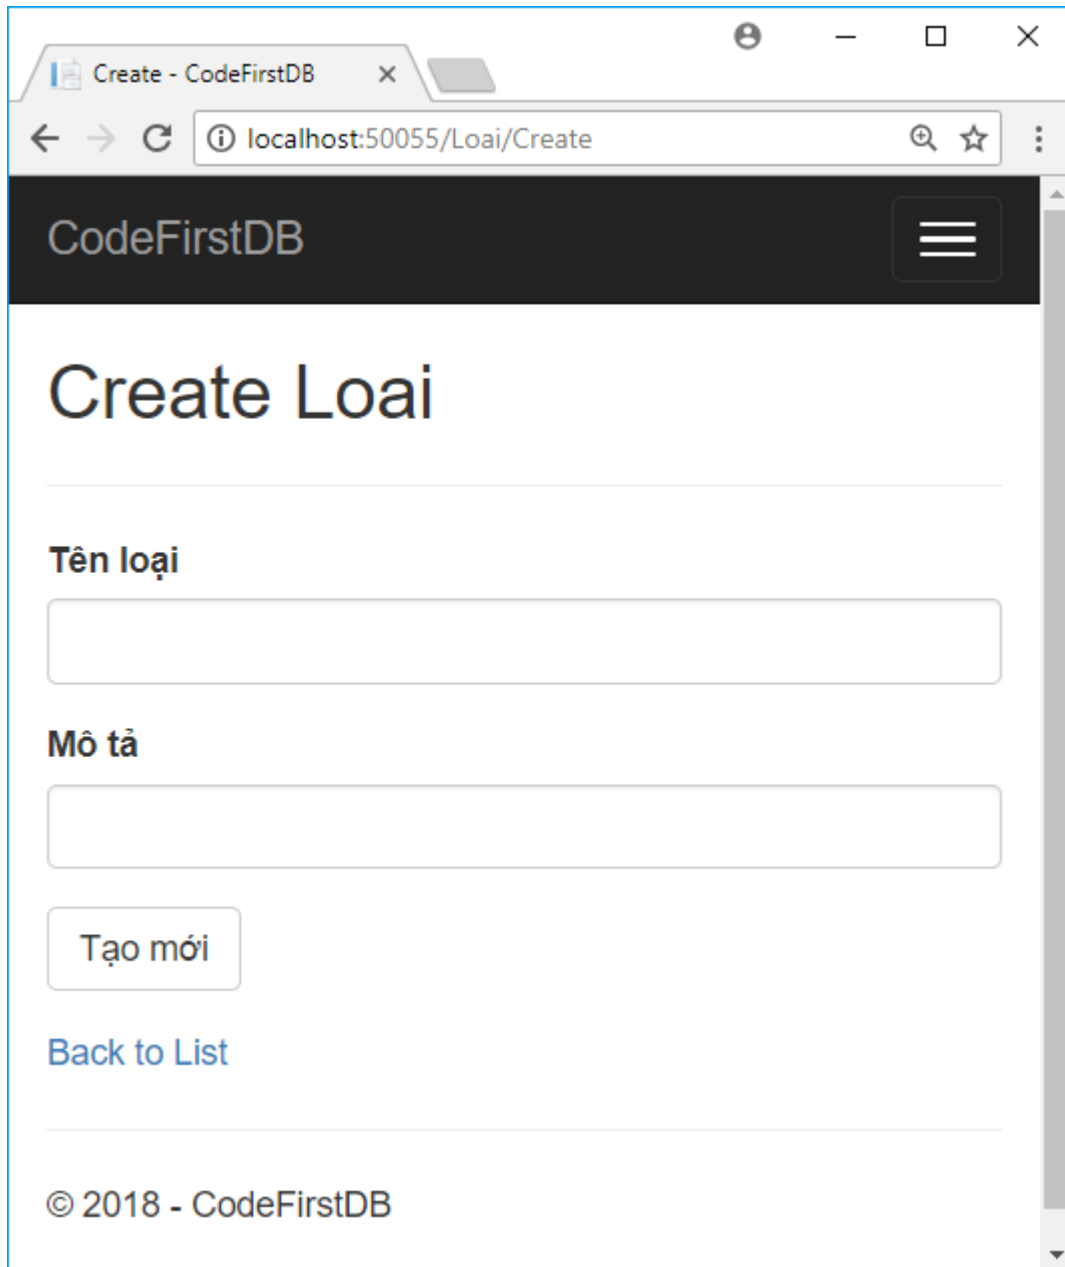 Create - CodeFirstDB
localhost:50055/Loai/Create
CodeFirstDB
Create Loai
Tên loại
Mô tả
Tạo mới
Back to List
© 2018 - CodeFirstDB